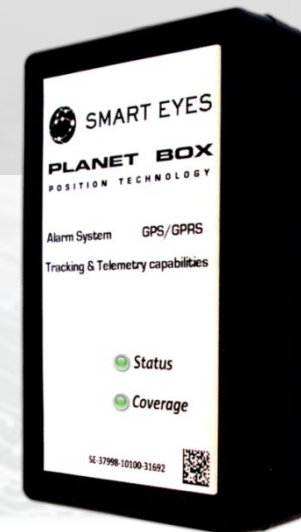 SMART EYES
PLANET BOX
POSITION TECHNOLOGY
Alarm System GPS/GPRS
Tracking & Telemetry capabilities
Status
Coverage
SE-37998-10100-31692